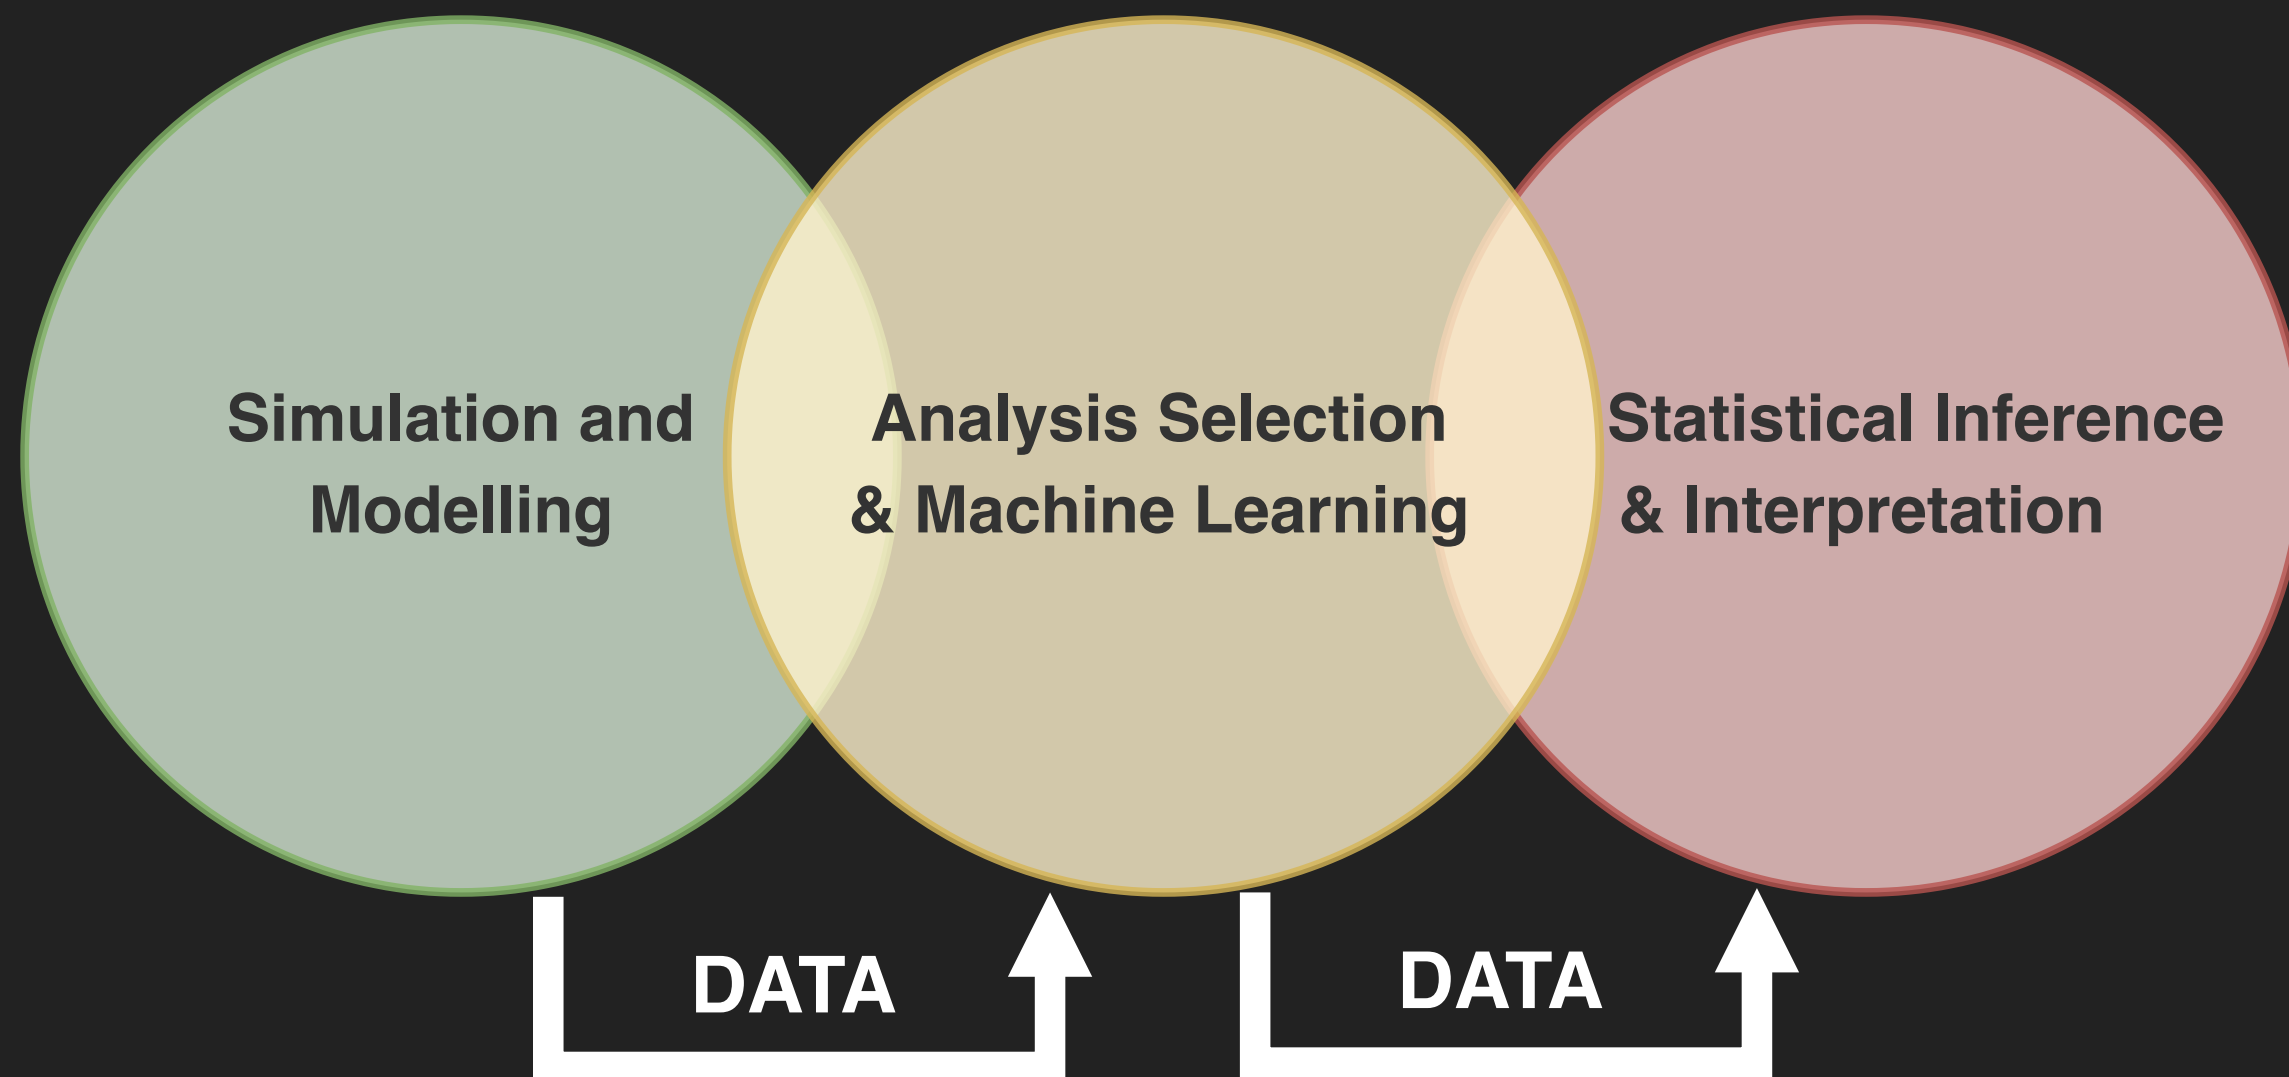 Simulation and
Modelling
Analysis Selection
& Machine Learning
Statistical Inference
& Interpretation
DATA
DATA